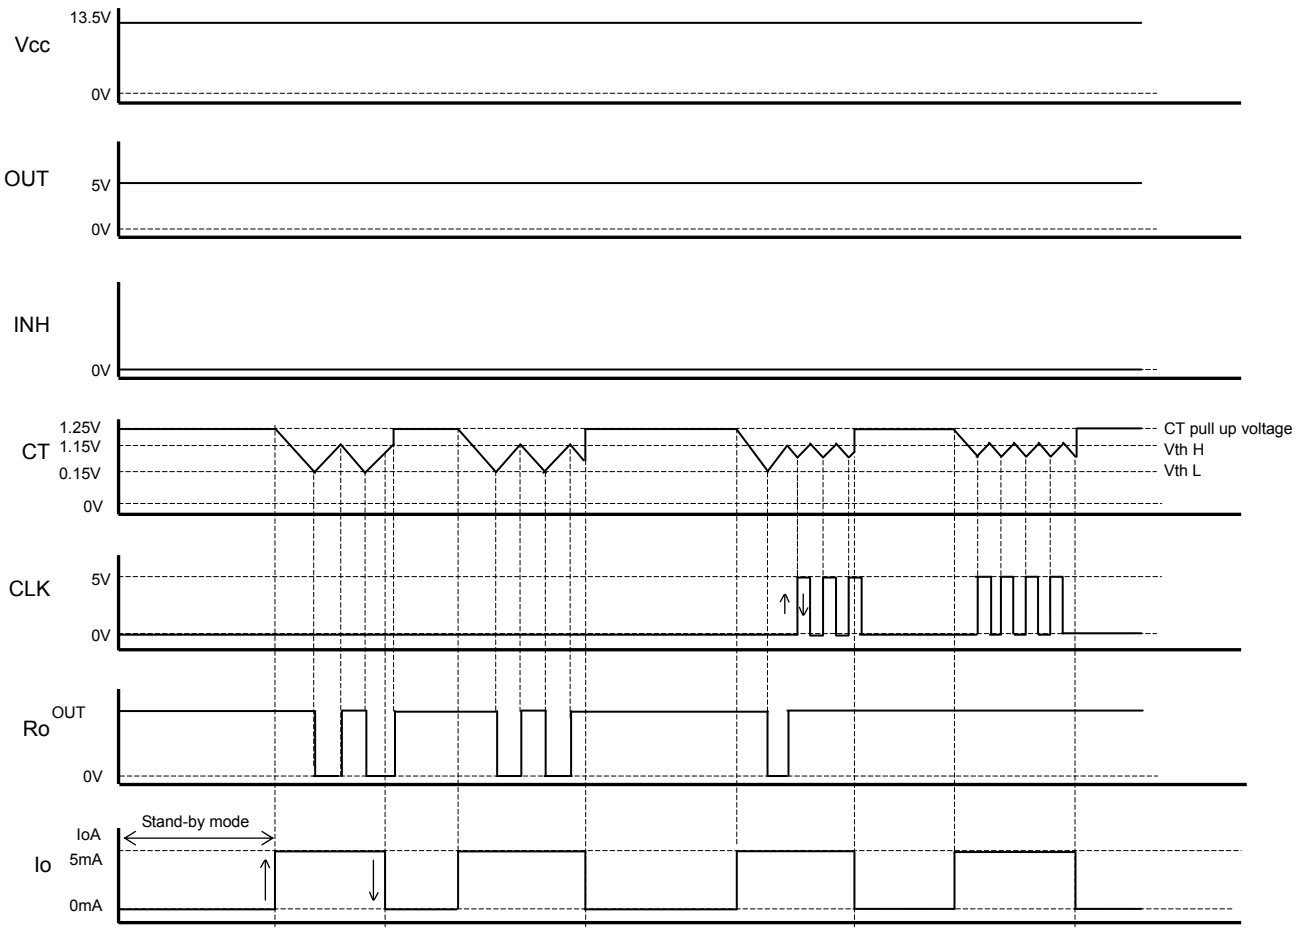 13.5V
Vcc
0V
OUT
5V
0V
INH
0V
1.25V
CT pull up voltage
1.15V
CT
Vth H
0.15V
Vth L
0V
5V
CLK
0V
OUT
Ro
0V
Stand-by mode
IoA
5mA
Io
0mA